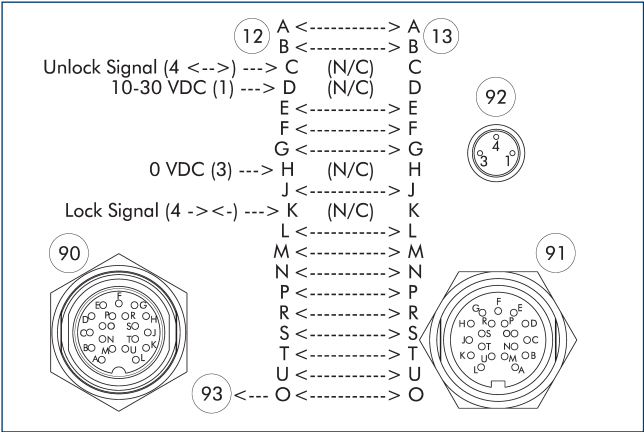 12 A <----------> A 13
B <----------> B
Unlock Signal (4 <-->) ---> C (N/C) C
10-30 VDC (1) ---> D (N/C) D
E <----------> E
F <----------> F
G <----------> G
0 VDC (3) ---> H (N/C) H
J <----------> J
Lock Signal (4 -><-) ---> K (N/C) K
L <----------> L
M <----------> M
N <----------> N
P <----------> P
R <----------> R
S <----------> S
T <----------> T
U <----------> U
93 <---- O <----------> O
92
4
3 1
90
F
E G
D P R H
O S
C J
N T
B M U K
A L
91
F
G E
H R P D
S O
J C
T N
K U M B
L A